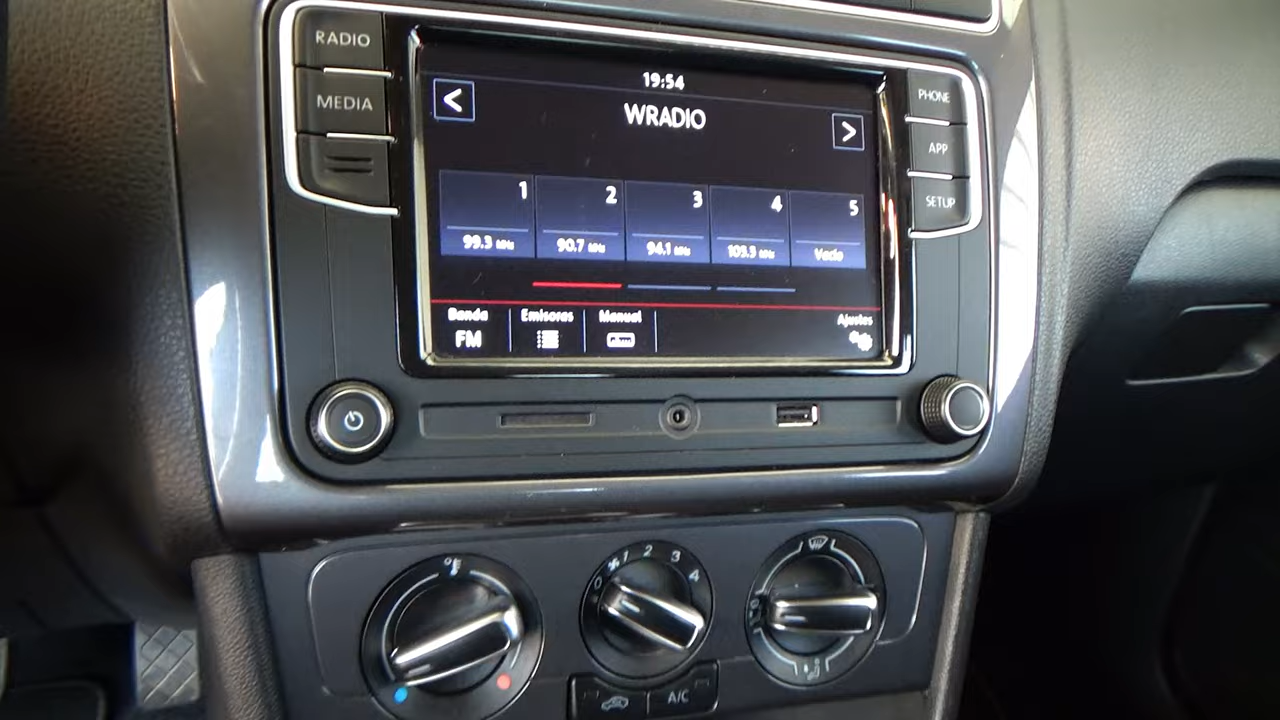 RADIO
MEDIA
PHONE
APP
SETUP
19:54
<
WRADIO
>
1 2 3 4 5
99.3 MHz 90.7 MHz 94.1 MHz 103.3 MHz Vacío
Banda Emisoras Manual Ajustes
FM
0 1 2 3 4
A/C